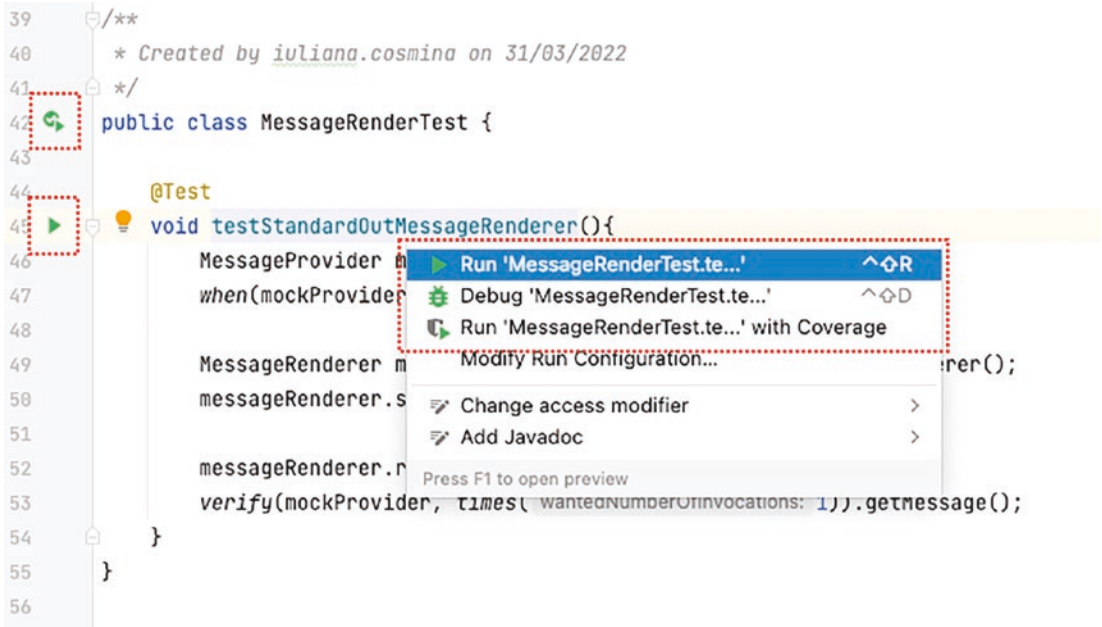 39 /**
40 * Created by iuliana.cosmina on 31/03/2022
41 */
42 public class MessageRenderTest {
43
44 @Test
45 void testStandardOutMessageRenderer(){
46 MessageProvider m
Run 'MessageRenderTest.te...' ^⇧R
47 when(mockProvider
Debug 'MessageRenderTest.te...' ^⇧D
48
Run 'MessageRenderTest.te...' with Coverage
49 MessageRenderer m rer();
Modify Run Configuration...
50 messageRenderer.s
Change access modifier >
51
Add Javadoc >
52 messageRenderer.r
Press F1 to open preview
53 verify(mockProvider, times( wantedNumberOfInvocations: 1)).getMessage();
54 }
55 }
56